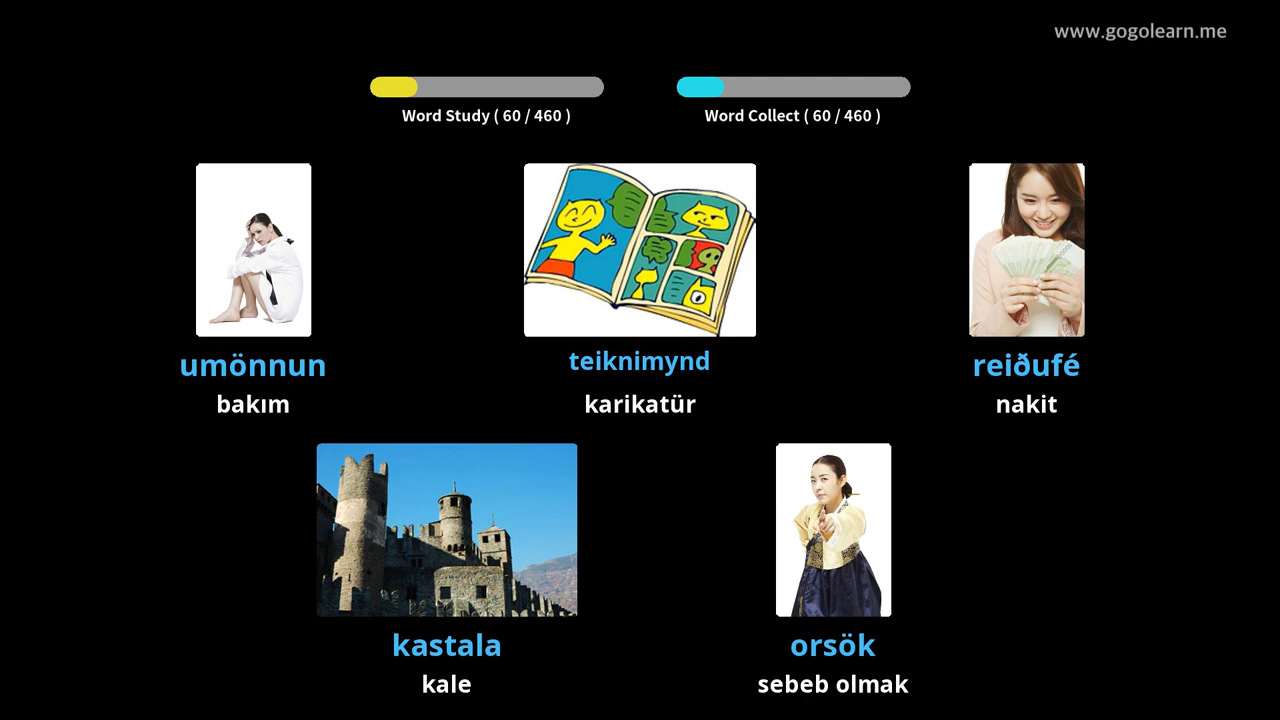 www.gogolearn.me
Word Study ( 60 / 460 )
Word Collect ( 60 / 460 )
umönnun
bakım
teiknimynd
karikatür
reiðufé
nakit
kastala
kale
orsök
sebeb olmak